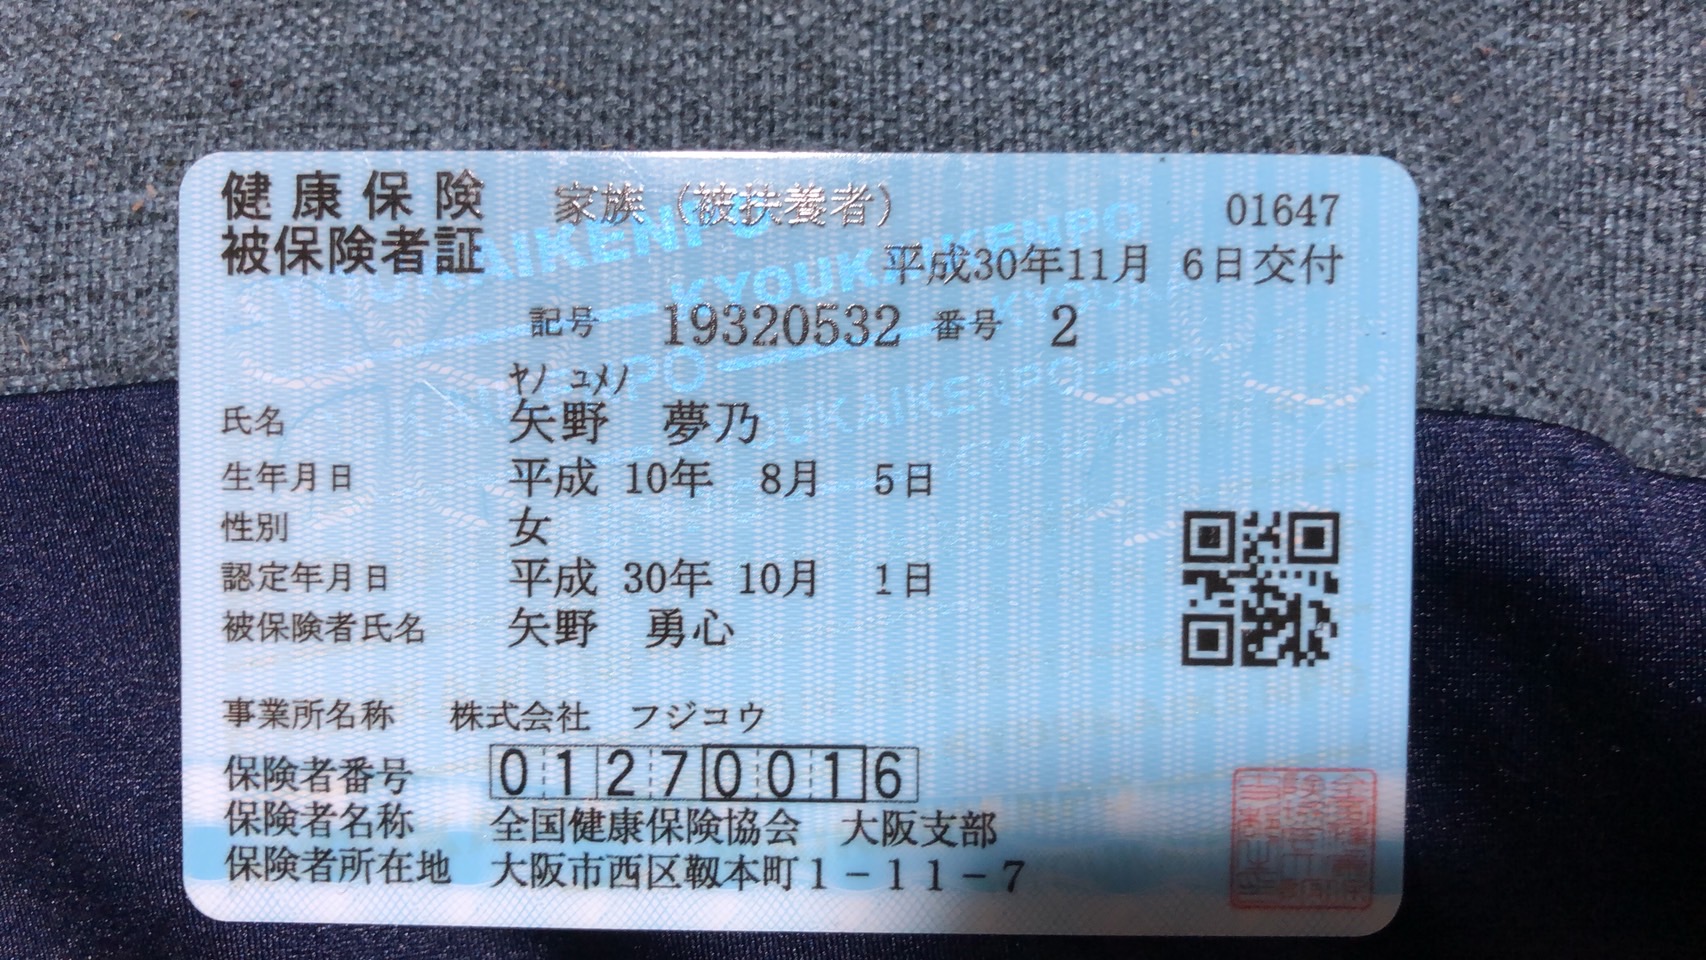 健康保険 家族（被扶養者） 01647
被保険者証 平成30年11月 6日交付
記号 19320532 番号 2
ﾔﾉ ﾕﾒﾉ
氏名 矢野 夢乃
生年月日 平成 10年 8月 5日
性別 女
認定年月日 平成 30年 10月 1日
被保険者氏名 矢野 勇心
事業所名称 株式会社 フジコウ
保険者番号 01270016
保険者名称 全国健康保険協会 大阪支部
保険者所在地 大阪市西区靱本町1－11－7